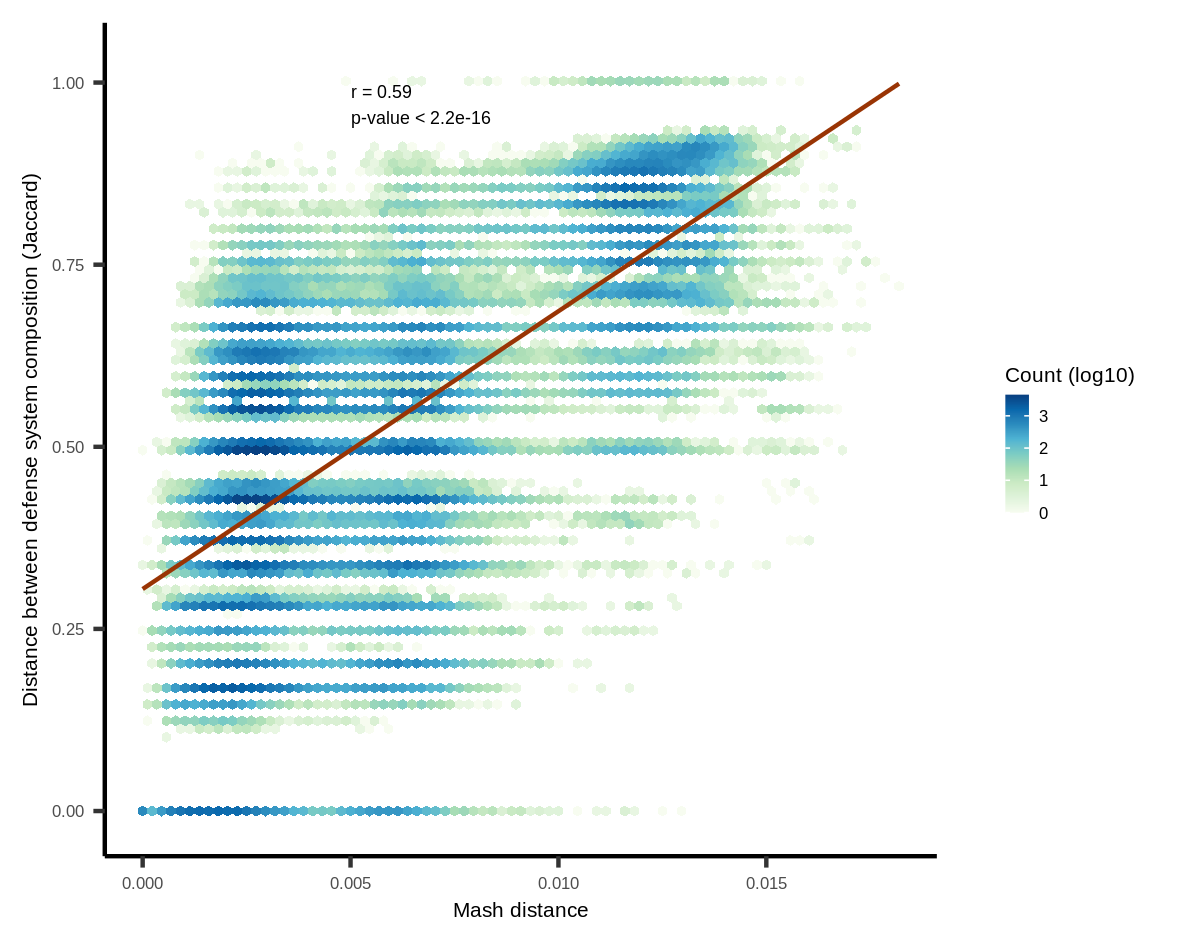 Distance between defense system composition (Jaccard)
1.00
0.75
0.50
0.25
0.00
r = 0.59
p-value < 2.2e-16
0.000
0.005
0.010
0.015
Mash distance
Count (log10)
3
2
1
0